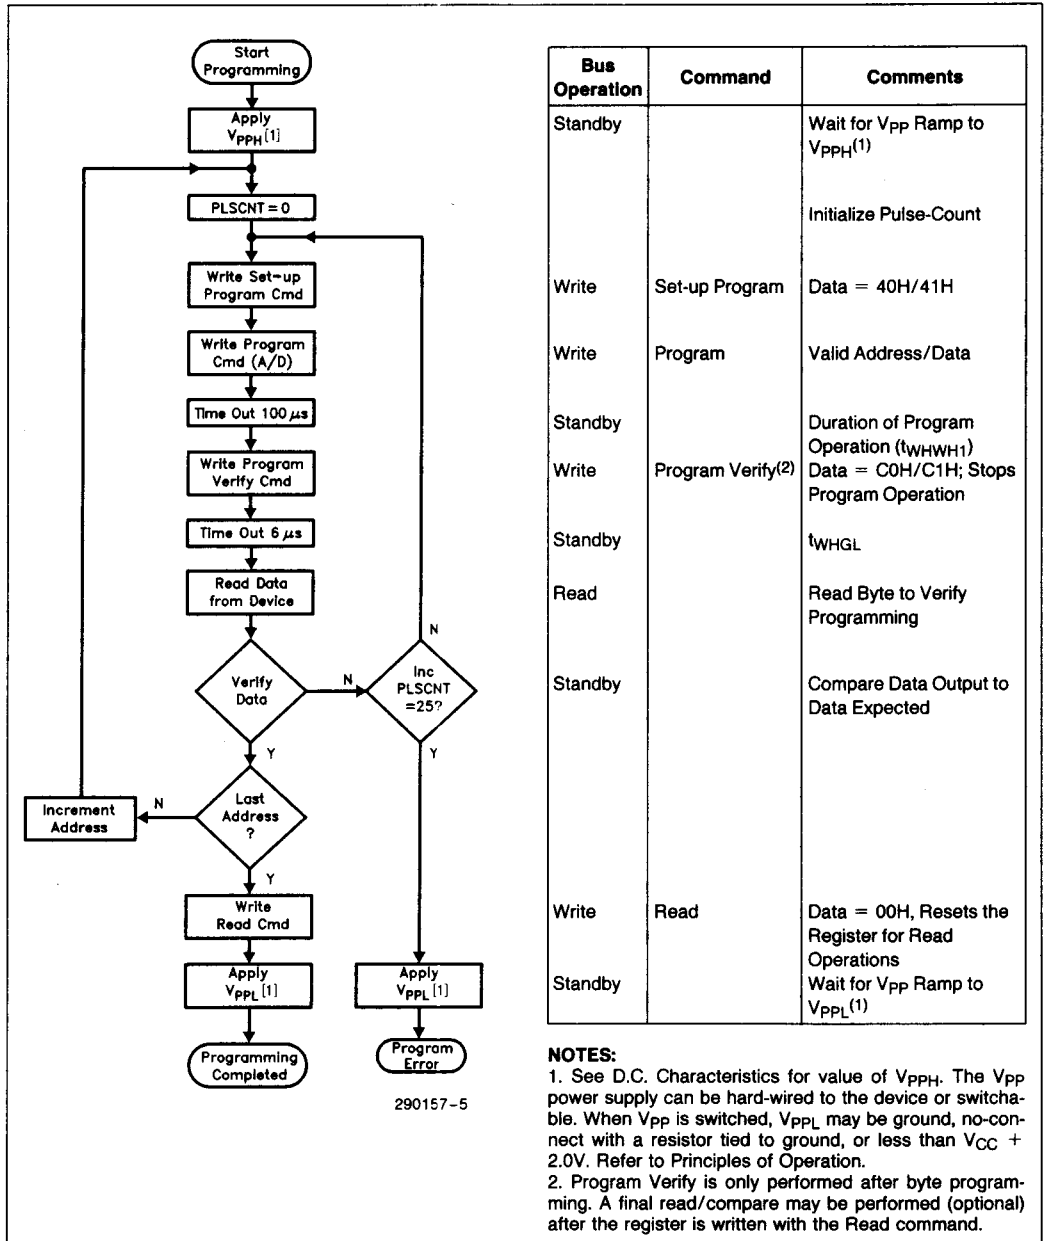 Start
Programming
Apply
VPPH[1]
PLSCNT = 0
Write Set-up
Program Cmd
Write Program
Cmd (A/D)
Time Out 100 μs
Write Program
Verify Cmd
Time Out 6 μs
Read Data
from Device
Verify
Data
N
Y
Inc
PLSCNT
=25?
N
Y
Last
Address
?
N
Y
Increment
Address
Write
Read Cmd
Apply
VPPL[1]
Programming
Completed
Apply
VPPL[1]
Program
Error
290157-5
Bus
Operation
Command
Comments
Standby
Wait for VPP Ramp to
VPPH(1)
Initialize Pulse-Count
Write Set-up Program Data = 40H/41H
Write Program Valid Address/Data
Standby Duration of Program
Operation (tWHWH1)
Write Program Verify(2) Data = C0H/C1H; Stops
Program Operation
Standby tWHGL
Read Read Byte to Verify
Programming
Standby Compare Data Output to
Data Expected
Write Read Data = 00H, Resets the
Register for Read
Operations
Standby Wait for VPP Ramp to
VPPL(1)
NOTES:
1. See D.C. Characteristics for value of VPPH. The VPP
power supply can be hard-wired to the device or switcha-
ble. When VPP is switched, VPPL may be ground, no-con-
nect with a resistor tied to ground, or less than VCC +
2.0V. Refer to Principles of Operation.
2. Program Verify is only performed after byte program-
ming. A final read/compare may be performed (optional)
after the register is written with the Read command.